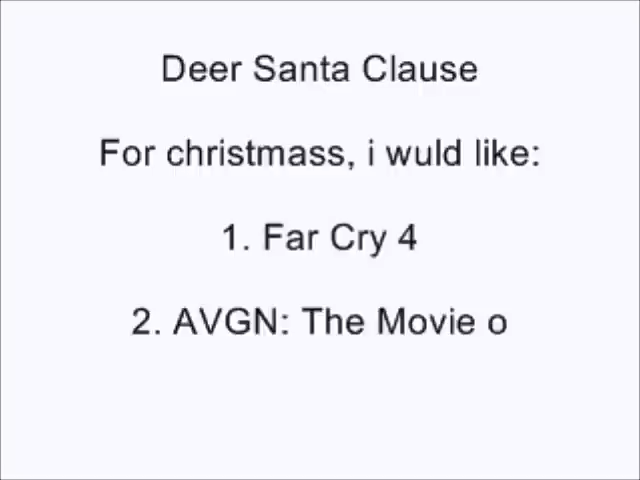 Deer Santa Clause
For christmass, i wuld like:
1. Far Cry 4
2. AVGN: The Movie o